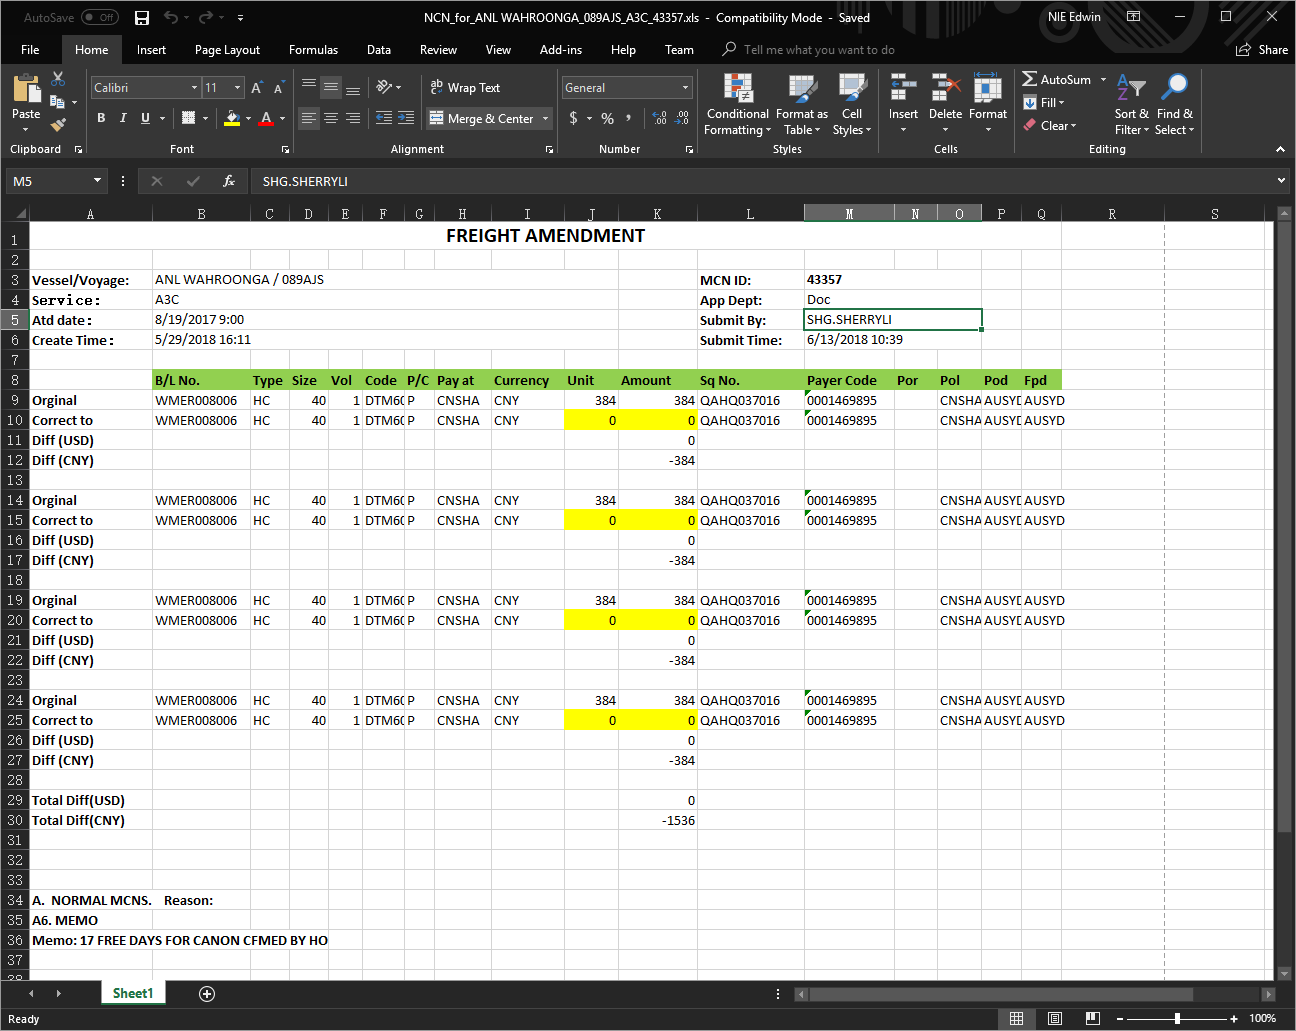 AutoSave Off NCN_for_ANL WAHROONGA_089AJS_A3C_43357.xls - Compatibility Mode - Saved NIE Edwin
File Home Insert Page Layout Formulas Data Review View Add-ins Help Team Tell me what you want to do Share
Calibri 11 A A ab Wrap Text General AutoSum
Paste B I U A Merge & Center $ % , Conditional Formatting Format as Table Cell Styles Insert Delete Format Fill Clear Sort & Filter Find & Select
Clipboard Font Alignment Number Styles Cells Editing
M5 fx SHG.SHERRYLI
A B C D E F G H I J K L M N O P Q R S
1 FREIGHT AMENDMENT
2
3 Vessel/Voyage: ANL WAHROONGA / 089AJS MCN ID: 43357
4 Service: A3C App Dept: Doc
5 Atd date: 8/19/2017 9:00 Submit By: SHG.SHERRYLI
6 Create Time: 5/29/2018 16:11 Submit Time: 6/13/2018 10:39
7
8 B/L No. Type Size Vol Code P/C Pay at Currency Unit Amount Sq No. Payer Code Por Pol Pod Fpd
9 Orginal WMER008006 HC 40 1 DTM60 P CNSHA CNY 384 384 QAHQ037016 0001469895 CNSHA AUSYD AUSYD
10 Correct to WMER008006 HC 40 1 DTM60 P CNSHA CNY 0 0 QAHQ037016 0001469895 CNSHA AUSYD AUSYD
11 Diff (USD) 0
12 Diff (CNY) -384
13
14 Orginal WMER008006 HC 40 1 DTM60 P CNSHA CNY 384 384 QAHQ037016 0001469895 CNSHA AUSYD AUSYD
15 Correct to WMER008006 HC 40 1 DTM60 P CNSHA CNY 0 0 QAHQ037016 0001469895 CNSHA AUSYD AUSYD
16 Diff (USD) 0
17 Diff (CNY) -384
18
19 Orginal WMER008006 HC 40 1 DTM60 P CNSHA CNY 384 384 QAHQ037016 0001469895 CNSHA AUSYD AUSYD
20 Correct to WMER008006 HC 40 1 DTM60 P CNSHA CNY 0 0 QAHQ037016 0001469895 CNSHA AUSYD AUSYD
21 Diff (USD) 0
22 Diff (CNY) -384
23
24 Orginal WMER008006 HC 40 1 DTM60 P CNSHA CNY 384 384 QAHQ037016 0001469895 CNSHA AUSYD AUSYD
25 Correct to WMER008006 HC 40 1 DTM60 P CNSHA CNY 0 0 QAHQ037016 0001469895 CNSHA AUSYD AUSYD
26 Diff (USD) 0
27 Diff (CNY) -384
28
29 Total Diff(USD) 0
30 Total Diff(CNY) -1536
31
32
33
34 A. NORMAL MCNS. Reason:
35 A6. MEMO
36 Memo: 17 FREE DAYS FOR CANON CFMED BY HO
37
38
Sheet1
Ready 100%